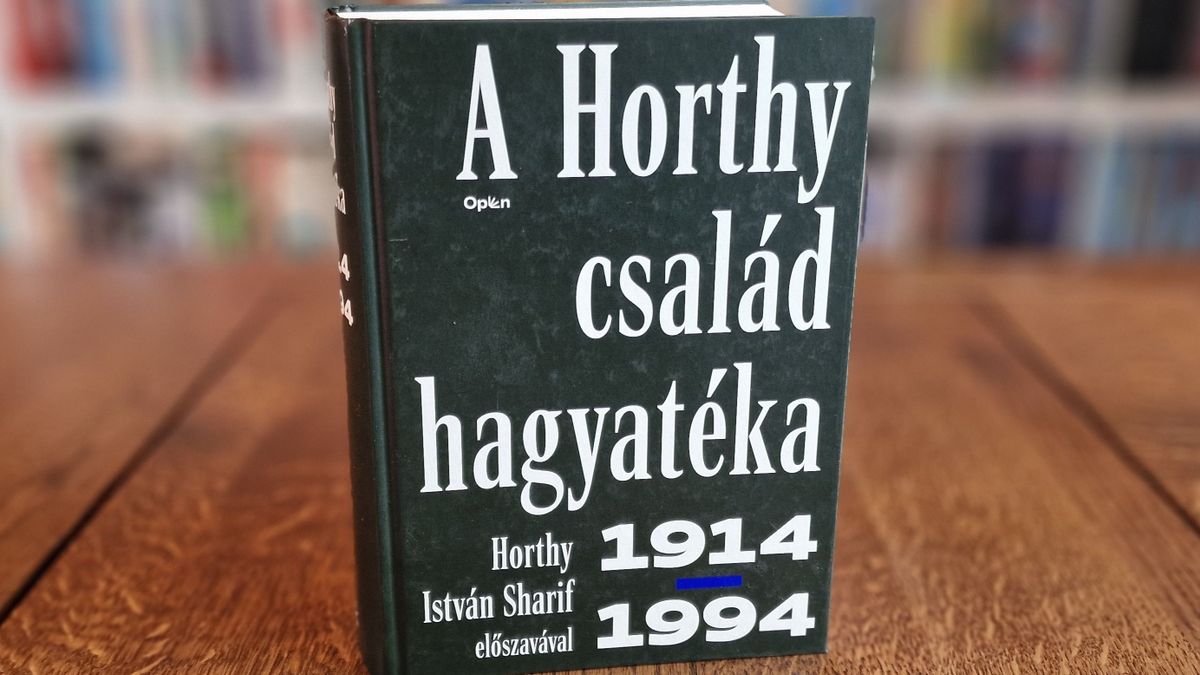 A Horthy
Open
család
hagyatéka
1914
1994
Horthy
István Sharif
előszavával